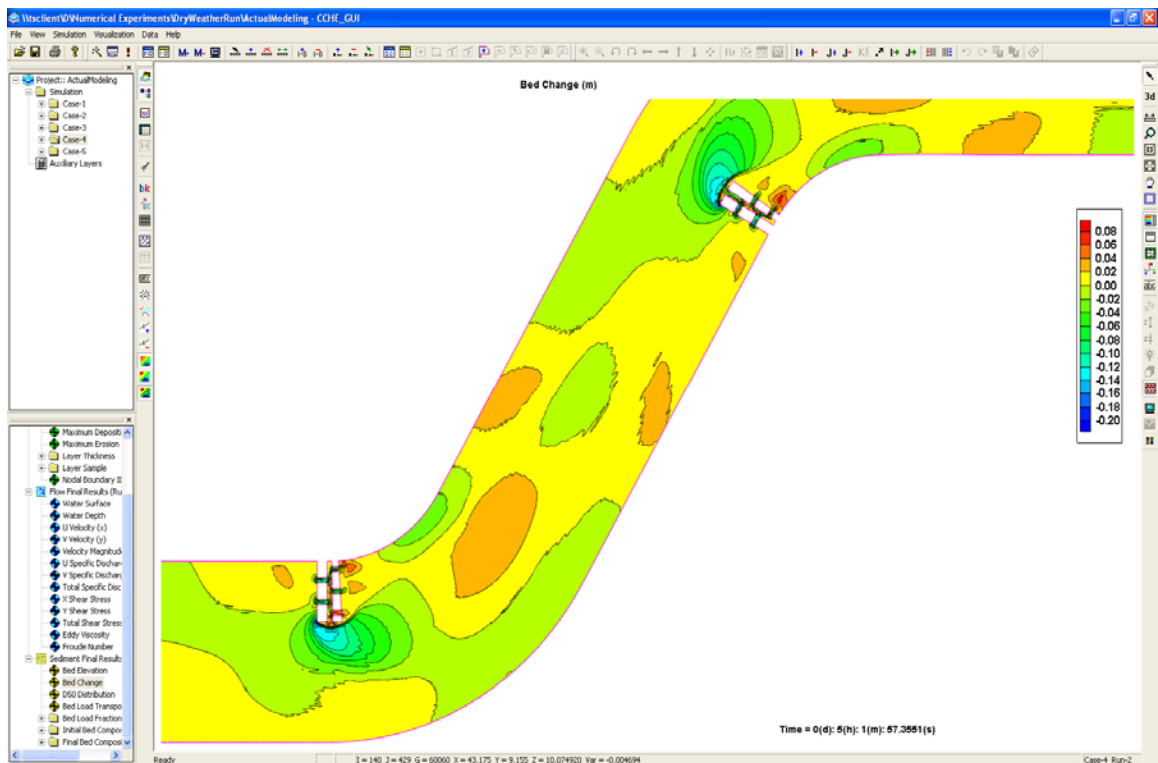 \\tsclient\D\Numerical Experiments\DryWeatherRun\ActualModeling - CCHE_GUI
File View Simulation Visualization Data Help
Project:: ActualModeling
Simulation
Case-1
Case-2
Case-3
Case-4
Case-5
Auxiliary Layers
Maximum Depositi
Maximum Erosion
Layer Thickness
Layer Sample
Nodal Boundary I
Flow Final Results (Ru
Water Surface
Water Depth
U Velocity (x)
V Velocity (y)
Velocity Magnitud
U Specific Dischar
V Specific Dischar
Total Specific Disc
X Shear Stress
Y Shear Stress
Total Shear Stress
Eddy Viscosity
Froude Number
Sediment Final Results
Bed Elevation
Bed Change
D50 Distribution
Bed Load Transpo
Bed Load Fraction
Initial Bed Compo
Final Bed Composi
bk
Bed Change (m)
3d
abc
0.08
0.06
0.04
0.02
0.00
-0.02
-0.04
-0.06
-0.08
-0.10
-0.12
-0.14
-0.16
-0.18
-0.20
Time = 0(d): 5(h): 1(m): 57.3551(s)
Ready
I = 140 J = 429 G = 60060 X = 43.175 Y = 9.155 Z = 10.074920 Var = -0.004694
Case-4 Run-2